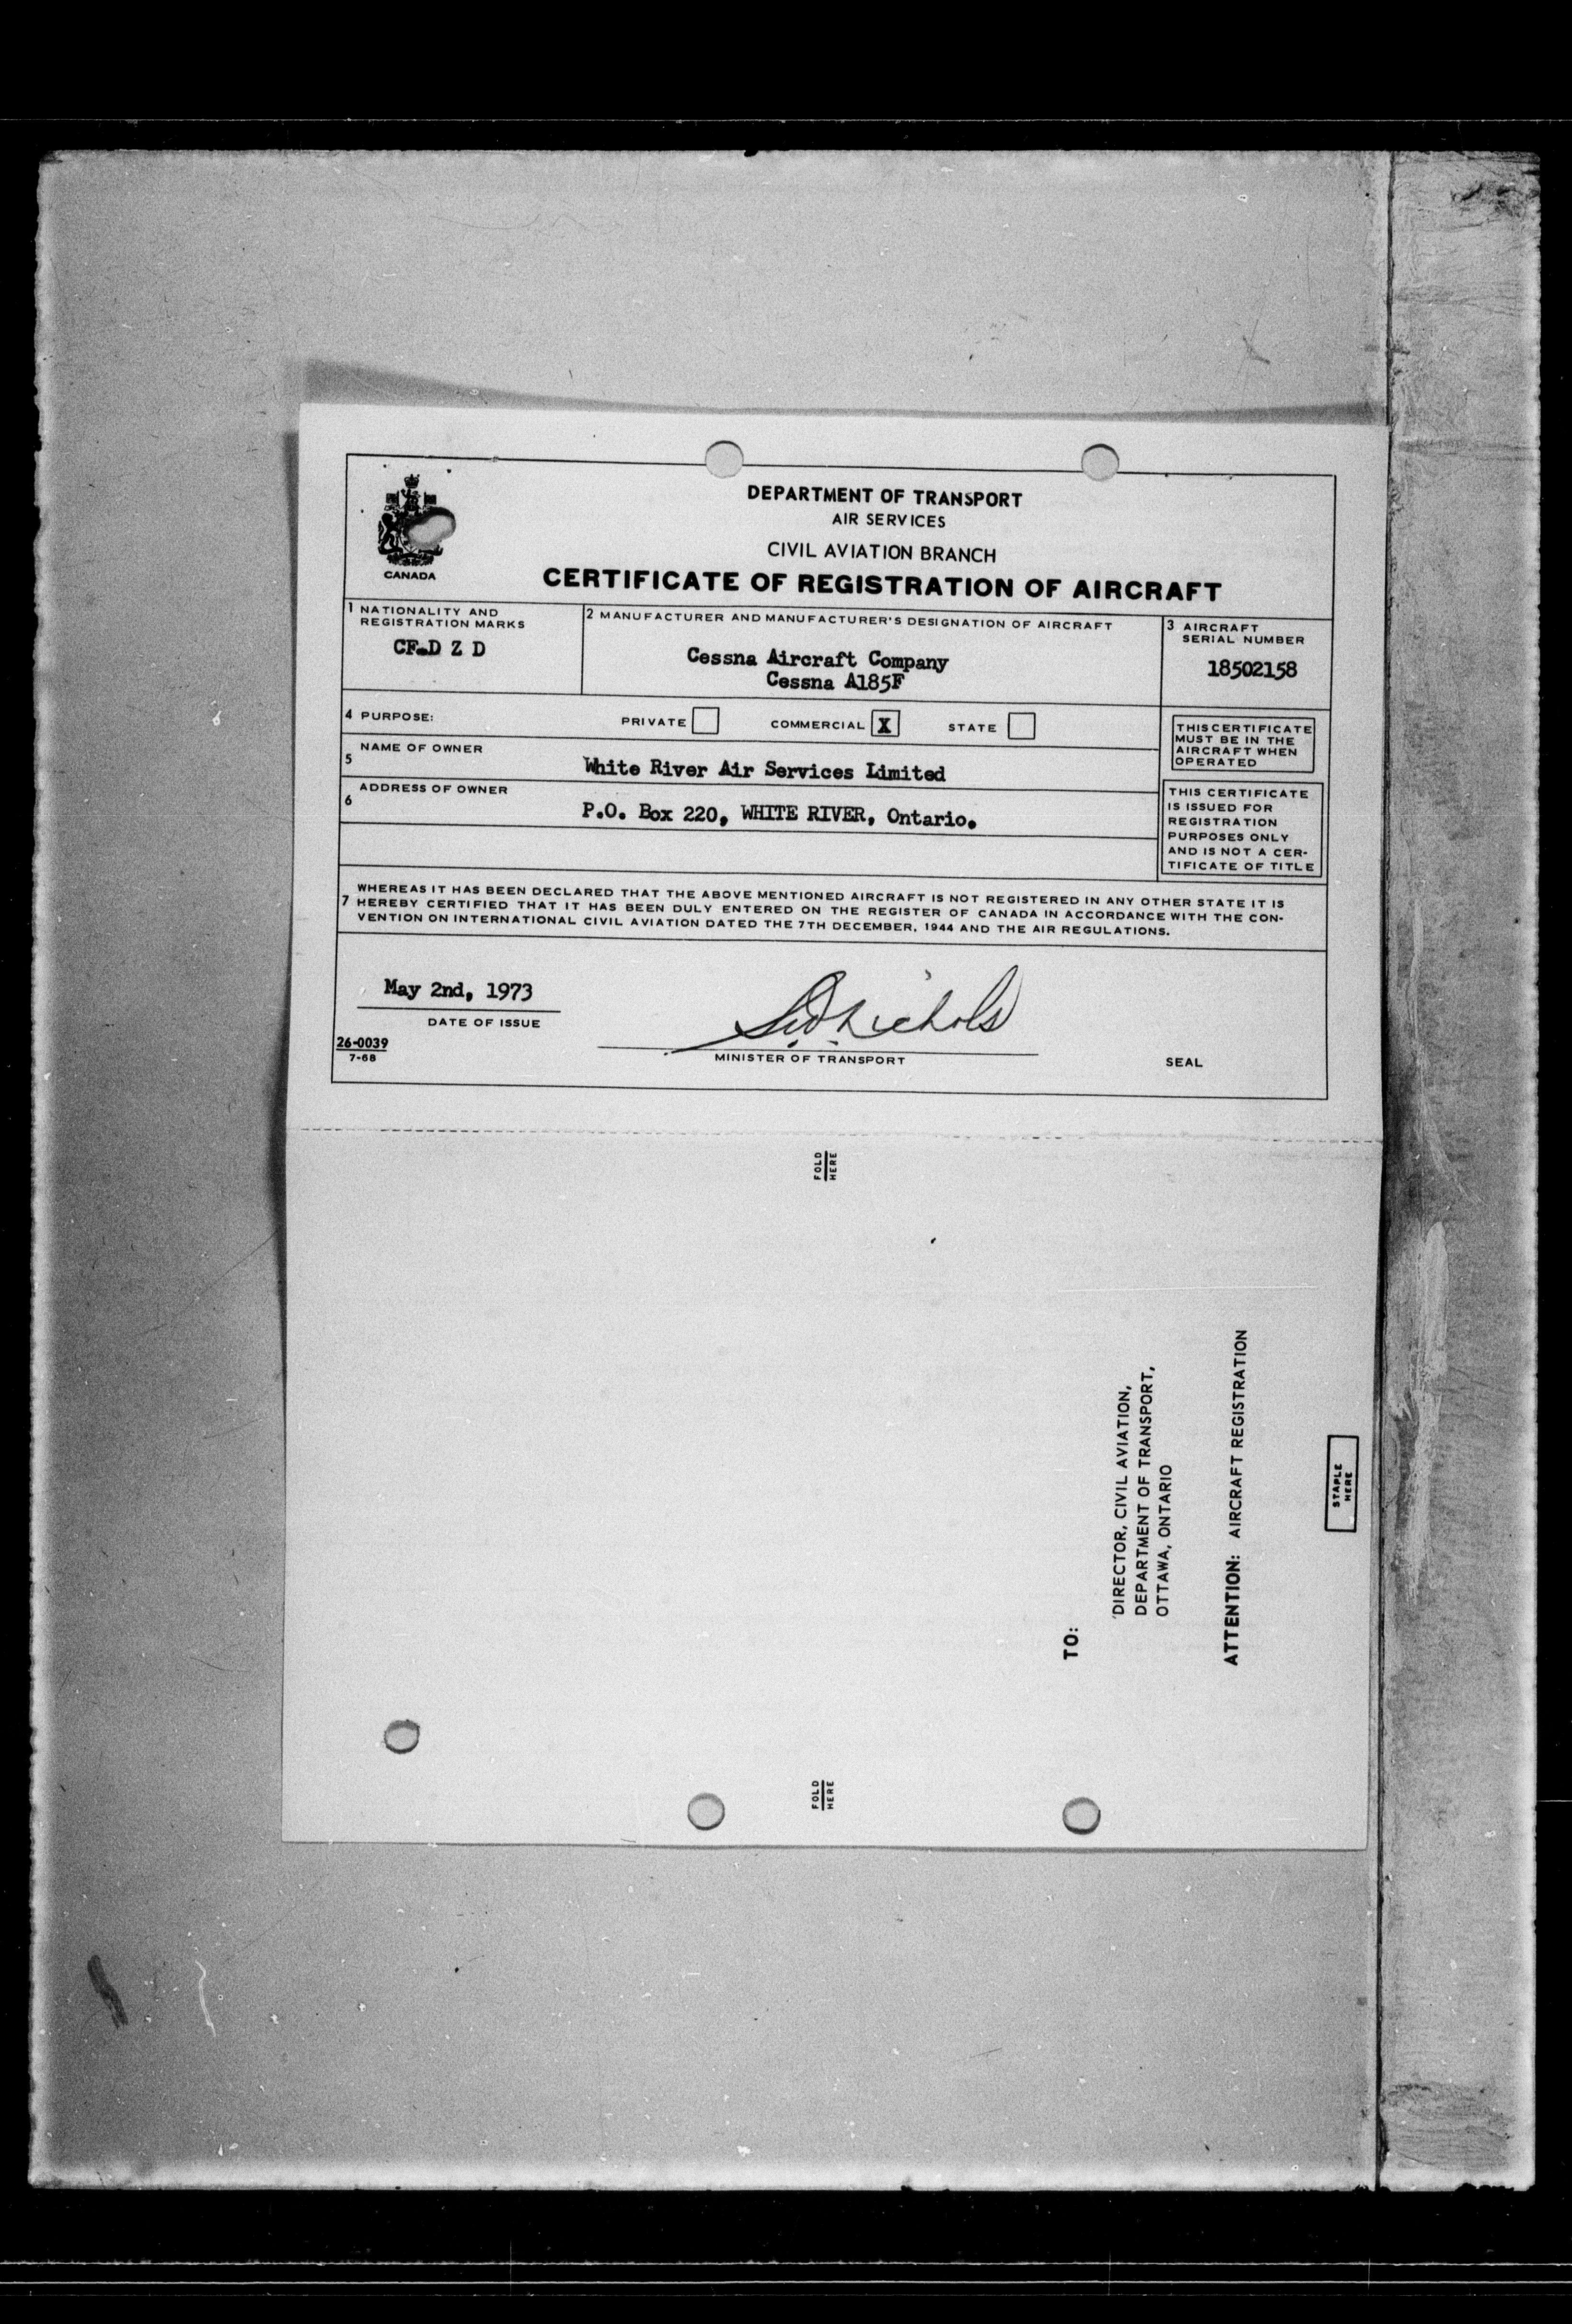 DEPARTMENT OF TRANSPORT
AIR SERVICES
CIVIL AVIATION BRANCH
CANADA
CERTIFICATE OF REGISTRATION OF AIRCRAFT
1 NATIONALITY AND
REGISTRATION MARKS
CF-D Z D
2 MANUFACTURER AND MANUFACTURER'S DESIGNATION OF AIRCRAFT
Cessna Aircraft Company
Cessna A185F
3 AIRCRAFT
SERIAL NUMBER
18502158
4 PURPOSE: PRIVATE COMMERCIAL X STATE
THIS CERTIFICATE
MUST BE IN THE
AIRCRAFT WHEN
OPERATED
5 NAME OF OWNER
White River Air Services Limited
6 ADDRESS OF OWNER
P.O. Box 220, WHITE RIVER, Ontario.
THIS CERTIFICATE
IS ISSUED FOR
REGISTRATION
PURPOSES ONLY
AND IS NOT A CER-
TIFICATE OF TITLE
7 WHEREAS IT HAS BEEN DECLARED THAT THE ABOVE MENTIONED AIRCRAFT IS NOT REGISTERED IN ANY OTHER STATE IT IS
HEREBY CERTIFIED THAT IT HAS BEEN DULY ENTERED ON THE REGISTER OF CANADA IN ACCORDANCE WITH THE CON-
VENTION ON INTERNATIONAL CIVIL AVIATION DATED THE 7TH DECEMBER, 1944 AND THE AIR REGULATIONS.
May 2nd, 1973
DATE OF ISSUE
26-0039
7-68
MINISTER OF TRANSPORT
SEAL
FOLD
HERE
TO:
DIRECTOR, CIVIL AVIATION,
DEPARTMENT OF TRANSPORT,
OTTAWA, ONTARIO
ATTENTION: AIRCRAFT REGISTRATION
STAPLE
HERE
FOLD
HERE